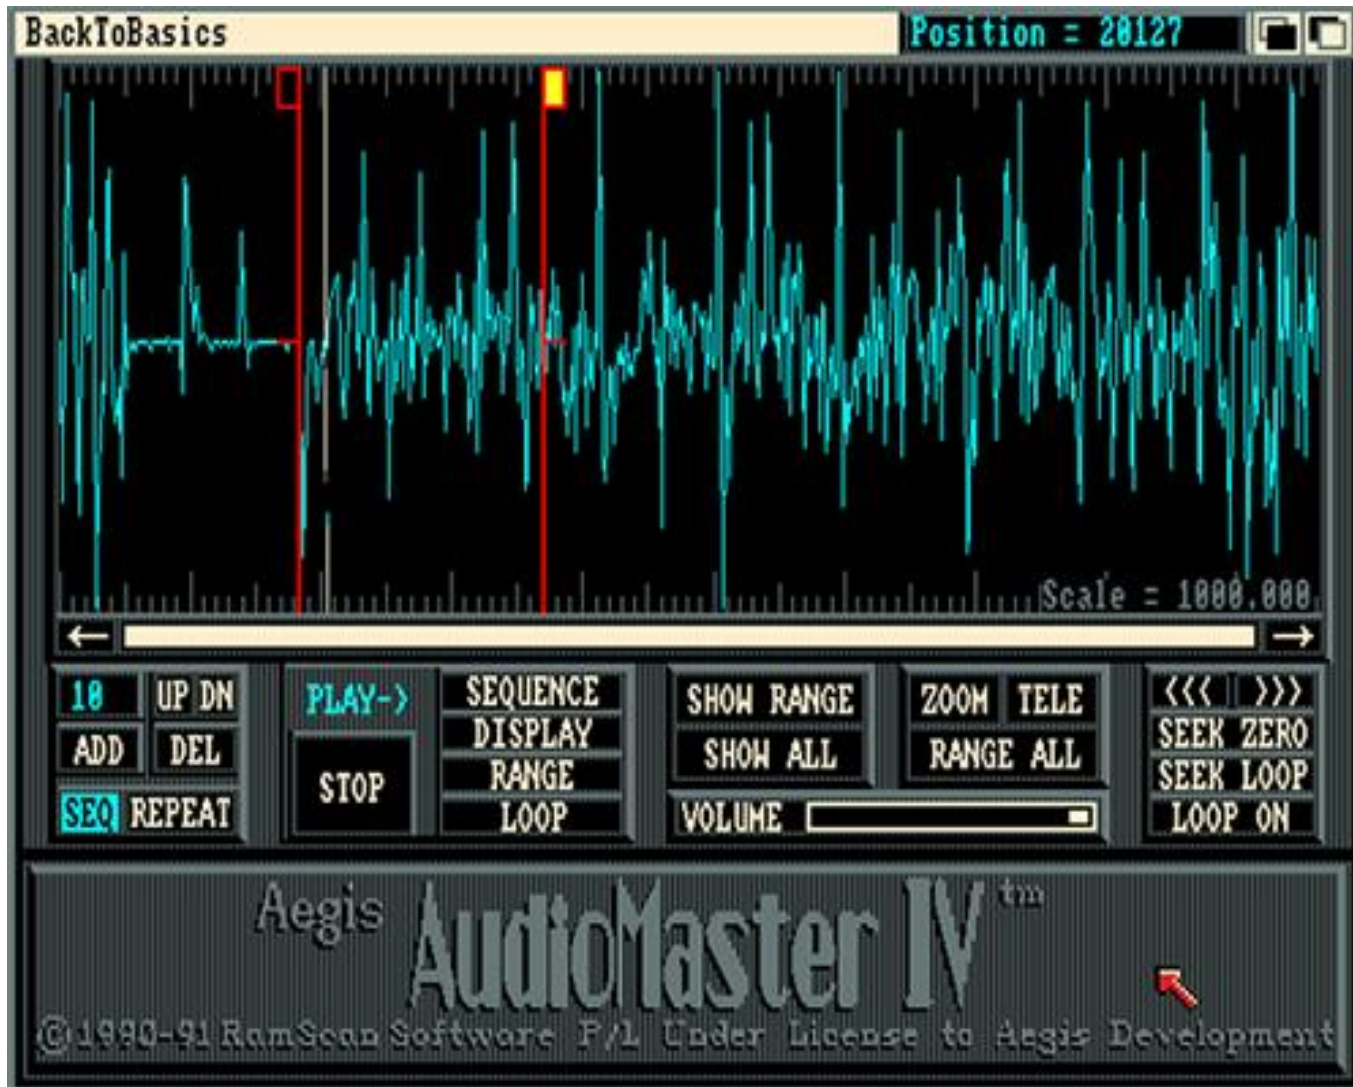 BackToBasics
Position = 20127
Scale = 1000.000
10 UP DN
ADD DEL
SEQ REPEAT
PLAY->
STOP
SEQUENCE
DISPLAY
RANGE
LOOP
SHOW RANGE
SHOW ALL
ZOOM TELE
RANGE ALL
VOLUME
<<< >>>
SEEK ZERO
SEEK LOOP
LOOP ON
Aegis AudioMaster IV tm
©1990-91 RamScan Software P/L Under License to Aegis Development